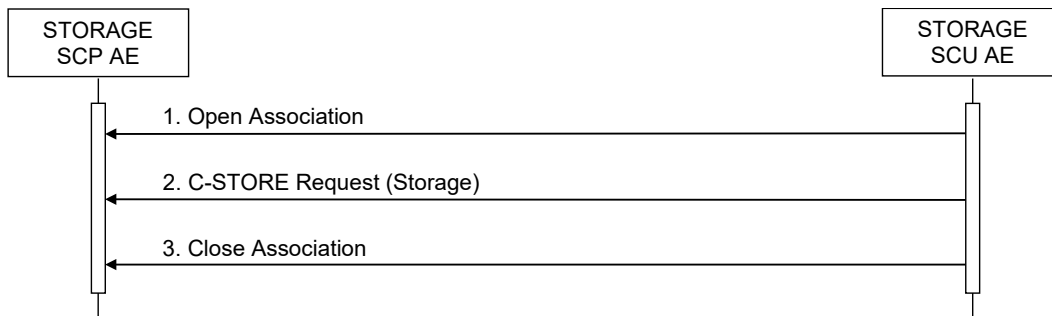 STORAGE
SCP AE
STORAGE
SCU AE
1. Open Association
2. C-STORE Request (Storage)
3. Close Association